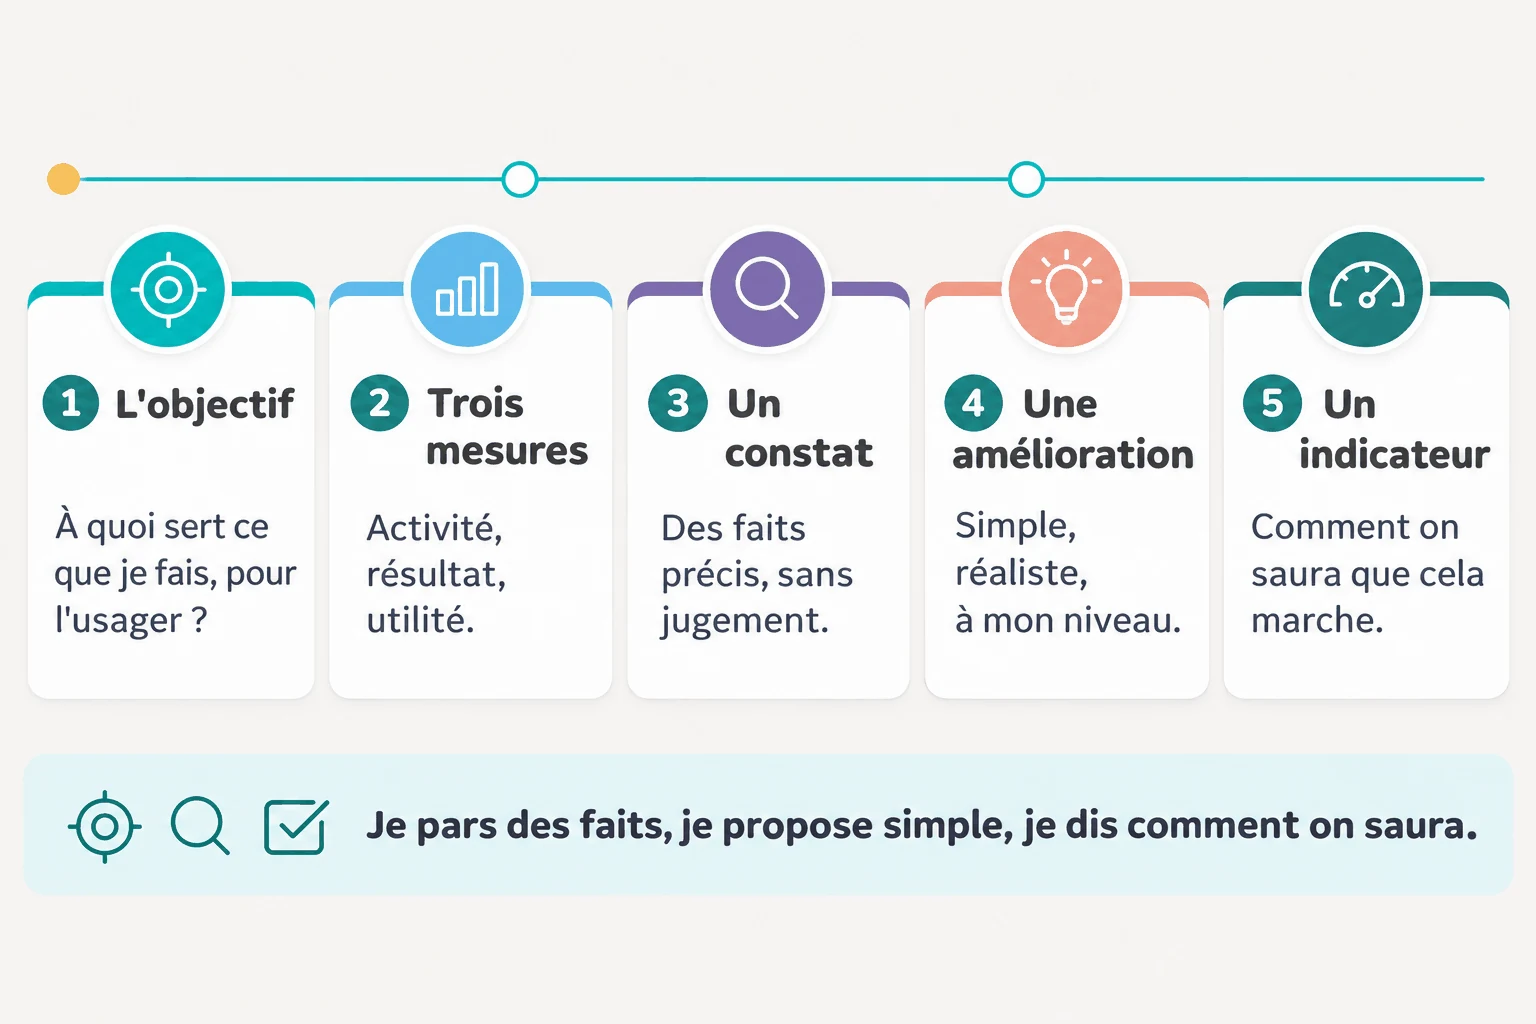 1 L'objectif
À quoi sert ce
que je fais, pour
l'usager ?
2 Trois
mesures
Activité,
résultat,
utilité.
3 Un
constat
Des faits
précis, sans
jugement.
4 Une
amélioration
Simple,
réaliste,
à mon niveau.
5 Un
indicateur
Comment on
saura que cela
marche.
Je pars des faits, je propose simple, je dis comment on saura.